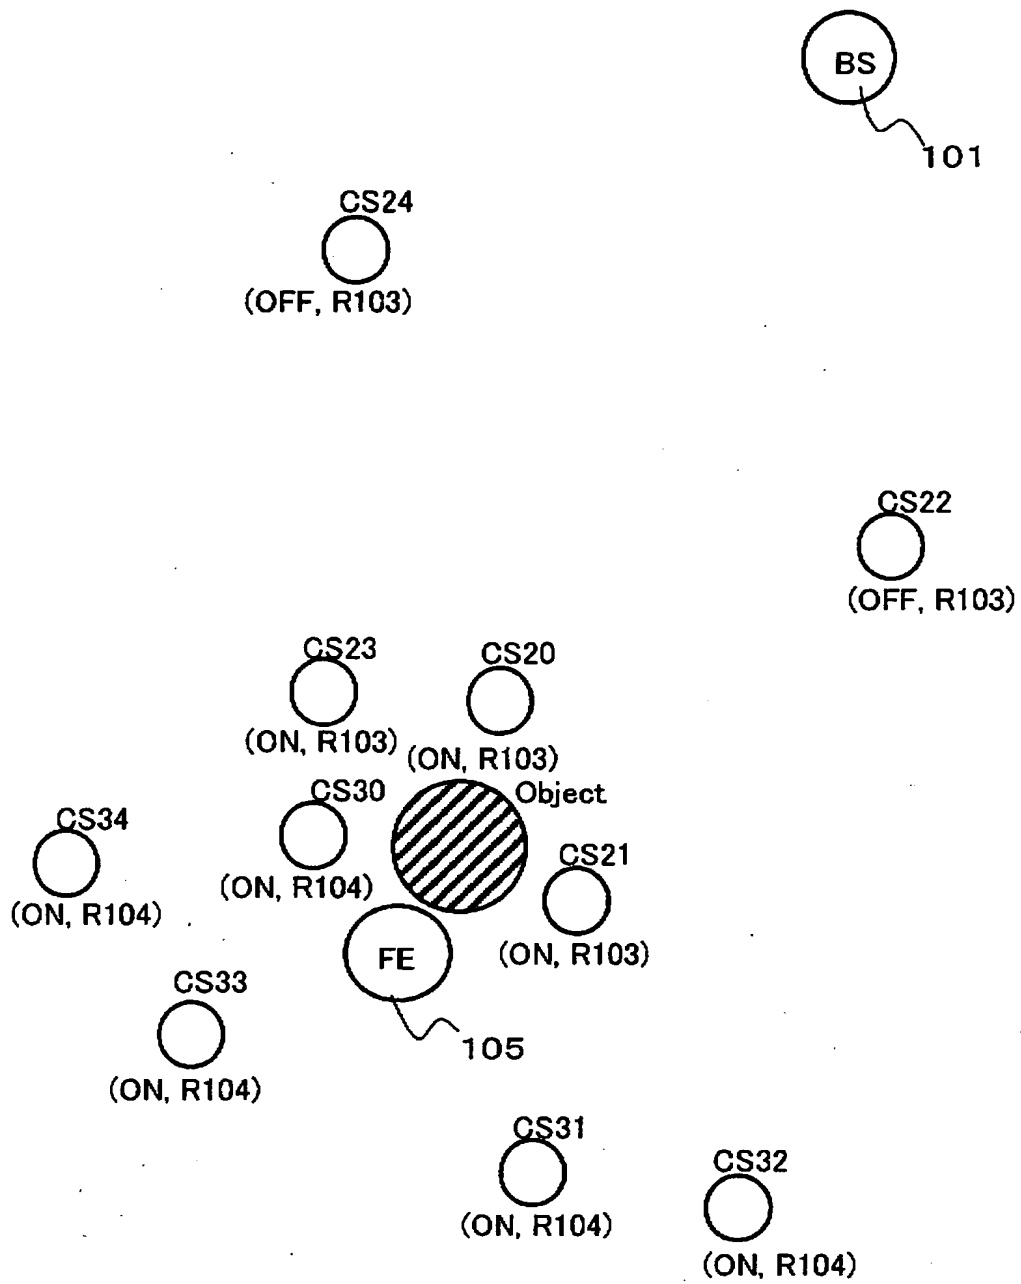 BS
101
CS24
(OFF, R103)
CS22
(OFF, R103)
CS23
(ON, R103)
CS20
(ON, R103)
Object
CS30
(ON, R104)
CS34
(ON, R104)
CS21
(ON, R103)
FE
105
CS33
(ON, R104)
CS31
(ON, R104)
CS32
(ON, R104)